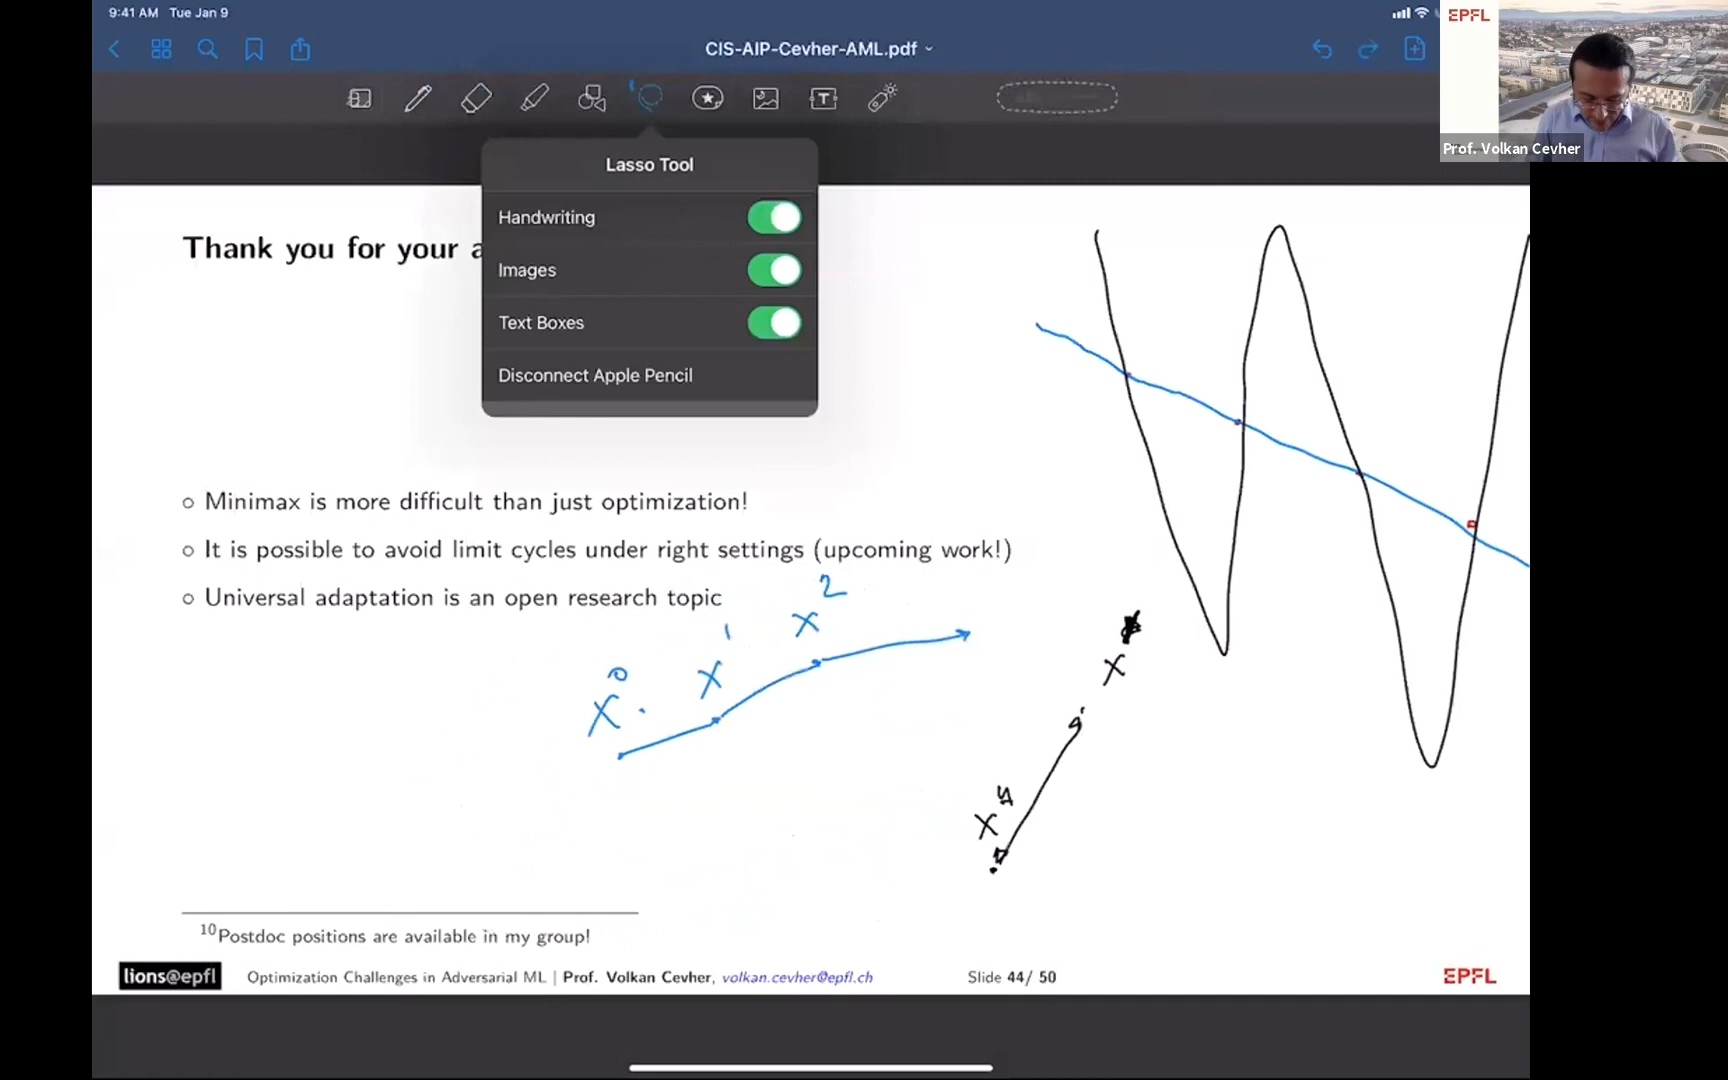 9:41 AM Tue Jan 9
EPFL
CIS-AIP-Cevher-AML.pdf
Prof. Volkan Cevher
Lasso Tool
Handwriting
Images
Text Boxes
Disconnect Apple Pencil
Thank you for your a
○ Minimax is more difficult than just optimization!
○ It is possible to avoid limit cycles under right settings (upcoming work!)
○ Universal adaptation is an open research topic
x⁰ x¹ x²
x
x
10 Postdoc positions are available in my group!
lions@epfl Optimization Challenges in Adversarial ML | Prof. Volkan Cevher, volkan.cevher@epfl.ch Slide 44/ 50 EPFL